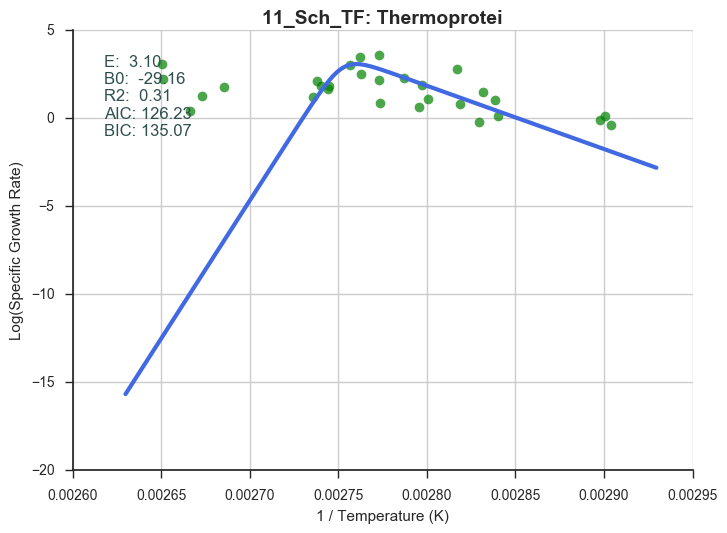 11_Sch_TF: Thermoprotei
E:  3.10
B0:  -29.16
R2:  0.31
AIC: 126.23
BIC: 135.07
Log(Specific Growth Rate)
5
0
−5
−10
−15
−20
0.00260 0.00265 0.00270 0.00275 0.00280 0.00285 0.00290 0.00295
1 / Temperature (K)